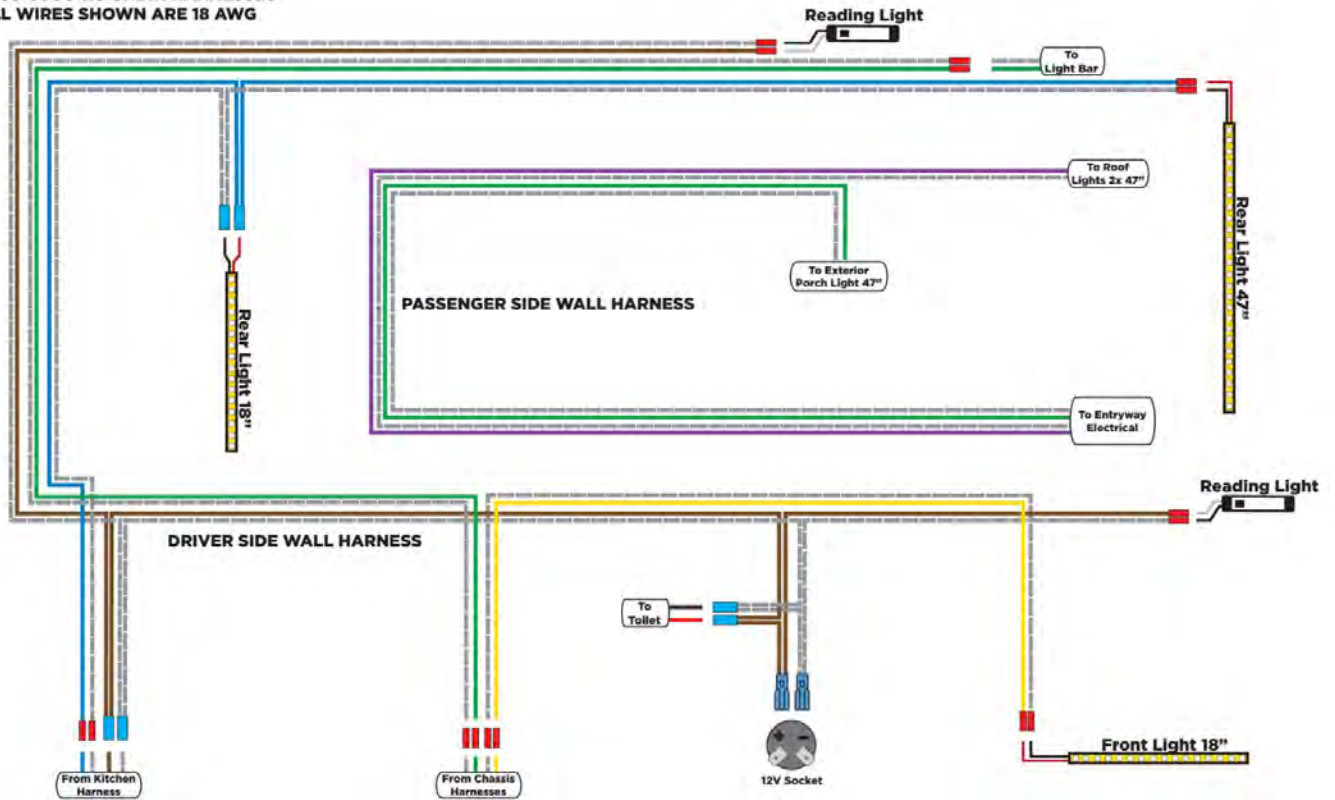 L WIRES SHOWN ARE 18 AWG
Reading Light
To
Light Bar
To Roof
Lights 2x 47"
Rear Light 47"
To Exterior
Porch Light 47"
PASSENGER SIDE WALL HARNESS
Rear Light 18"
To Entryway
Electrical
Reading Light
DRIVER SIDE WALL HARNESS
To
Toilet
12V Socket
Front Light 18"
From Kitchen
Harness
From Chassis
Harnesses